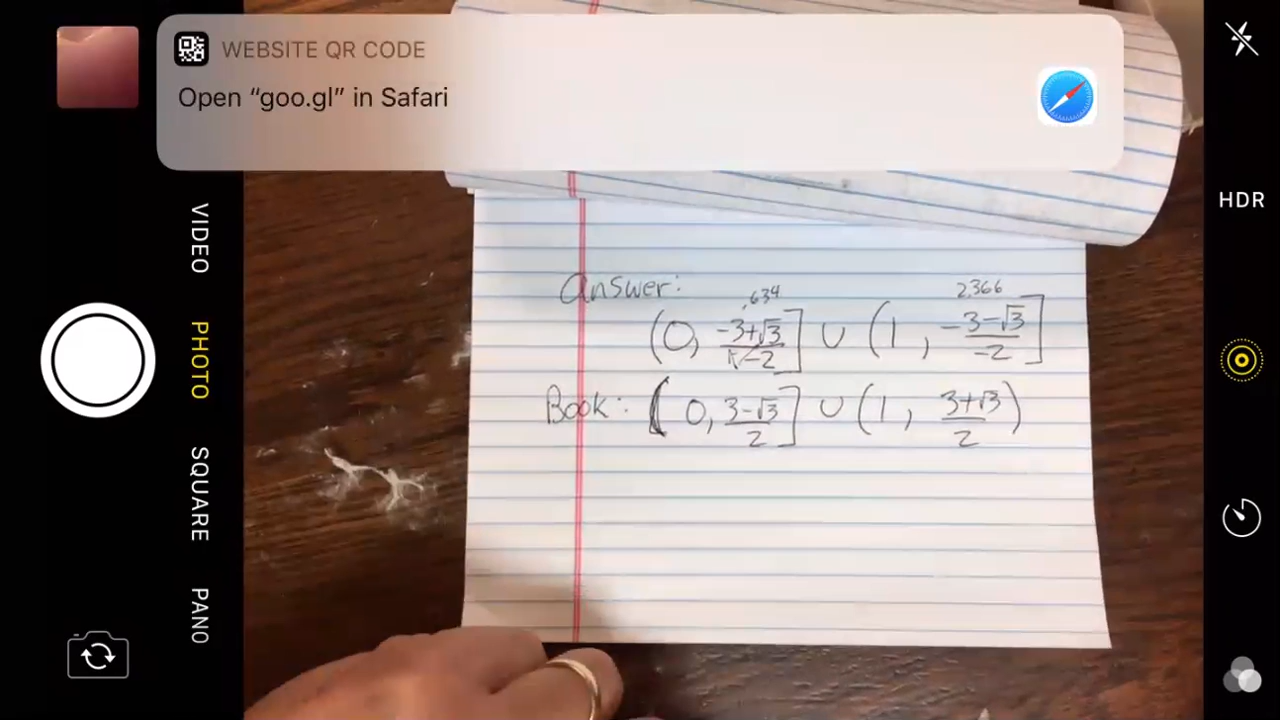 WEBSITE QR CODE
Open “goo.gl” in Safari
HDR
VIDEO
PHOTO
SQUARE
PANO
Answer:
.634 2.366
(0, -3+√3/-2] ∪ (1, -3-√3/-2]
Book: ( 0, 3-√3/2] ∪ (1, 3+√3/2)